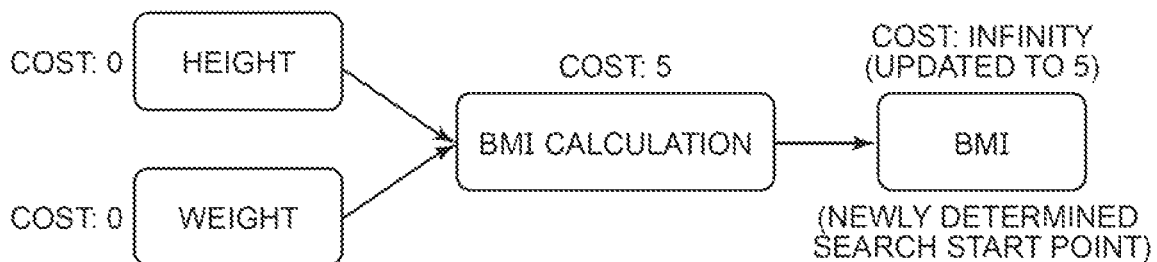 COST: 0
HEIGHT
COST: 0
WEIGHT
COST: 5
BMI CALCULATION
COST: INFINITY
(UPDATED TO 5)
BMI
(NEWLY DETERMINED
SEARCH START POINT)